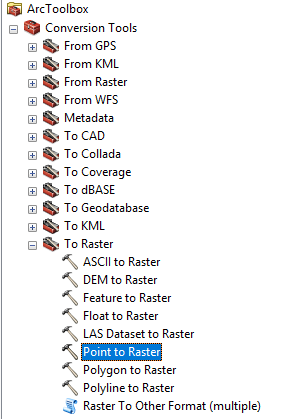 ArcToolbox
Conversion Tools
From GPS
From KML
From Raster
From WFS
Metadata
To CAD
To Collada
To Coverage
To dBASE
To Geodatabase
To KML
To Raster
ASCII to Raster
DEM to Raster
Feature to Raster
Float to Raster
LAS Dataset to Raster
Point to Raster
Polygon to Raster
Polyline to Raster
Raster To Other Format (multiple)